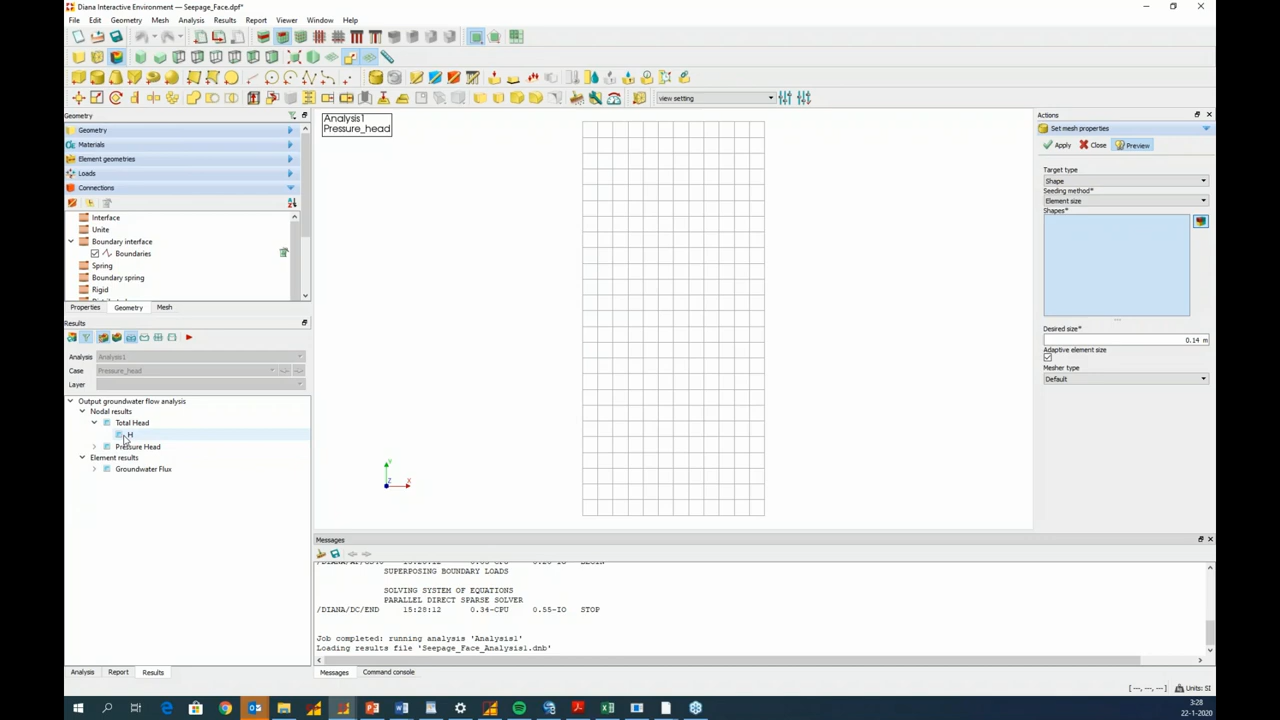 Diana Interactive Environment — Seepage_Face.dpf*
File Edit Geometry Mesh Analysis Results Report Viewer Window Help
view setting
Geometry
Geometry
Materials
Element geometries
Loads
Connections
Interface
Unite
Boundary interface
Boundaries
Spring
Boundary spring
Rigid
Properties Geometry Mesh
Results
Analysis Analysis1
Case Pressure_head
Layer
Output groundwater flow analysis
Nodal results
Total Head
H
Pressure Head
Element results
Groundwater Flux
Analysis Report Results
Analysis1
Pressure_head
Y
Z X
Messages
SUPERPOSING BOUNDARY LOADS
SOLVING SYSTEM OF EQUATIONS
PARALLEL DIRECT SPARSE SOLVER
/DIANA/DC/END 15:28:12 0.34-CPU 0.55-IO STOP
Job completed: running analysis 'Analysis1'
Loading results file 'Seepage_Face_Analysis1.dnb'
Messages Command console
Actions
Set mesh properties
Apply Close Preview
Target type
Shape
Seeding method*
Element size
Shapes*
Desired size*
0.14 m
Adaptive element size
Mesher type
Default
[ ---, ---, --- ] Units: SI
3:28
22-1-2020